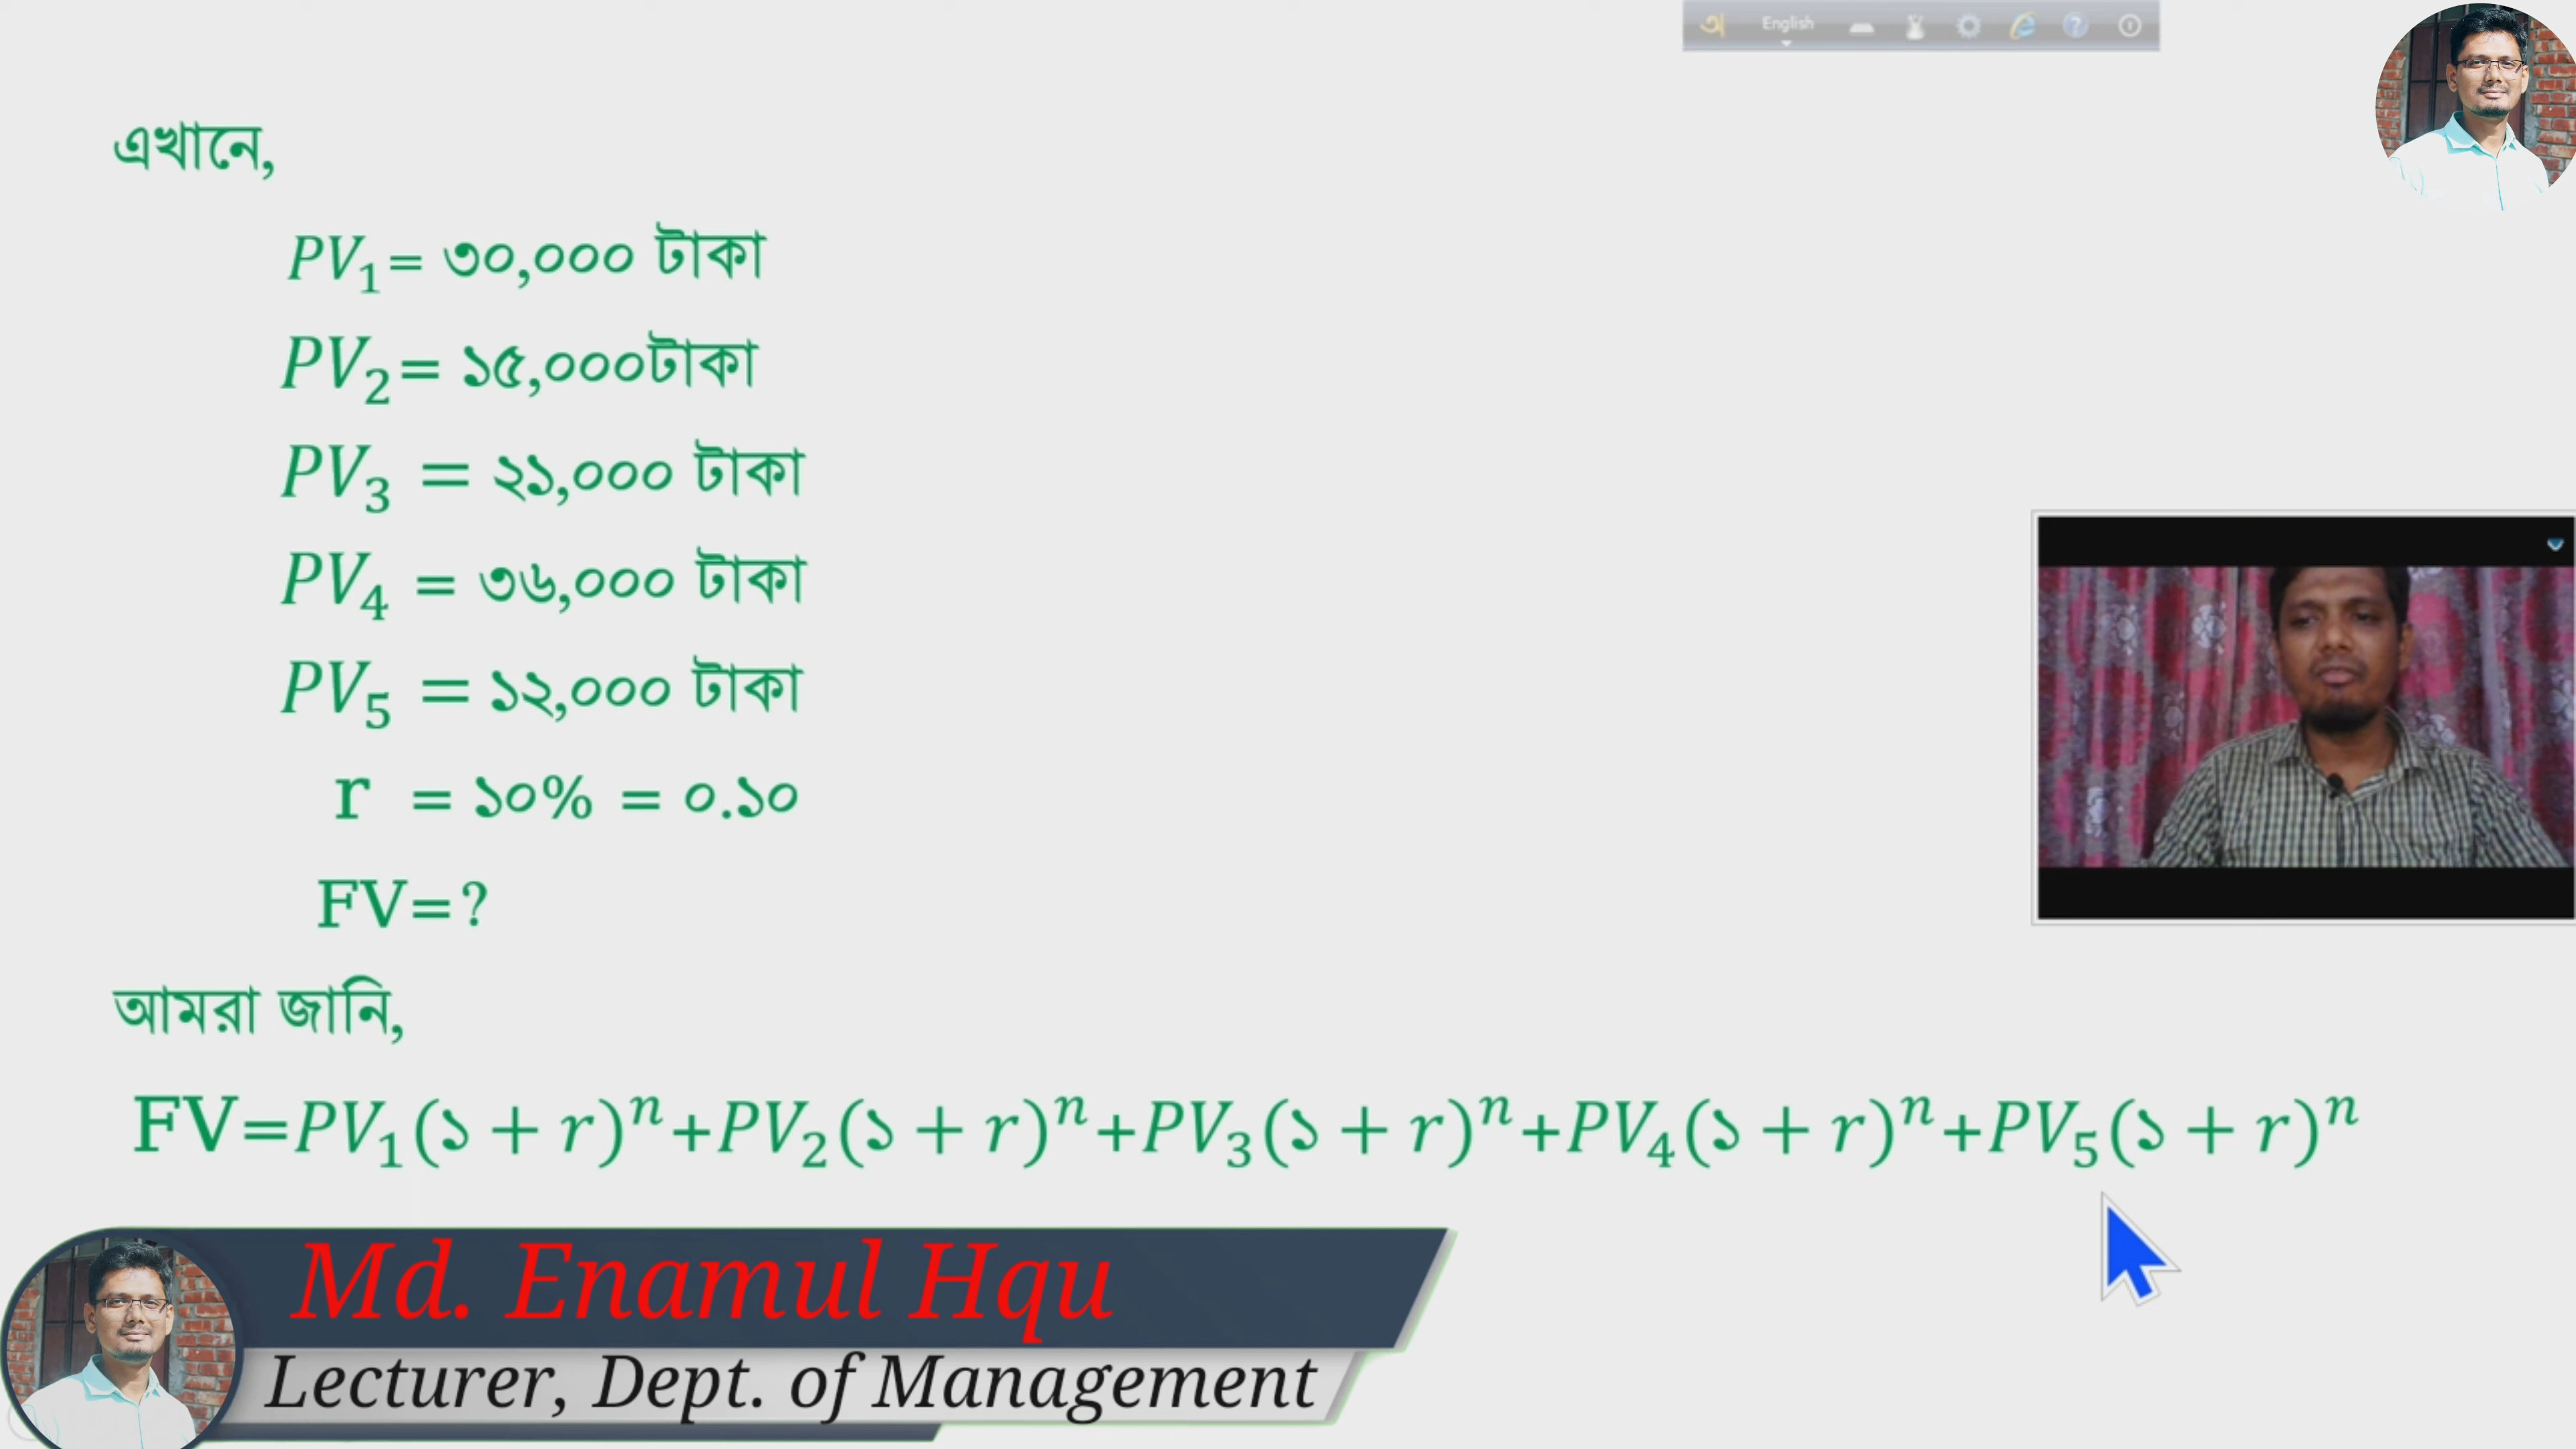 English
এখানে,
PV₁= ৩০,০০০ টাকা
PV₂= ১৫,০০০টাকা
PV₃ = ২১,০০০ টাকা
PV₄ = ৩৬,০০০ টাকা
PV₅ = ১২,০০০ টাকা
r = ১০% = ০.১০
FV=?
আমরা জানি,
FV=PV₁(১ + r)ⁿ+PV₂(১ + r)ⁿ+PV₃(১ + r)ⁿ+PV₄(১ + r)ⁿ+PV₅(১ + r)ⁿ
Md. Enamul Hqu
Lecturer, Dept. of Management